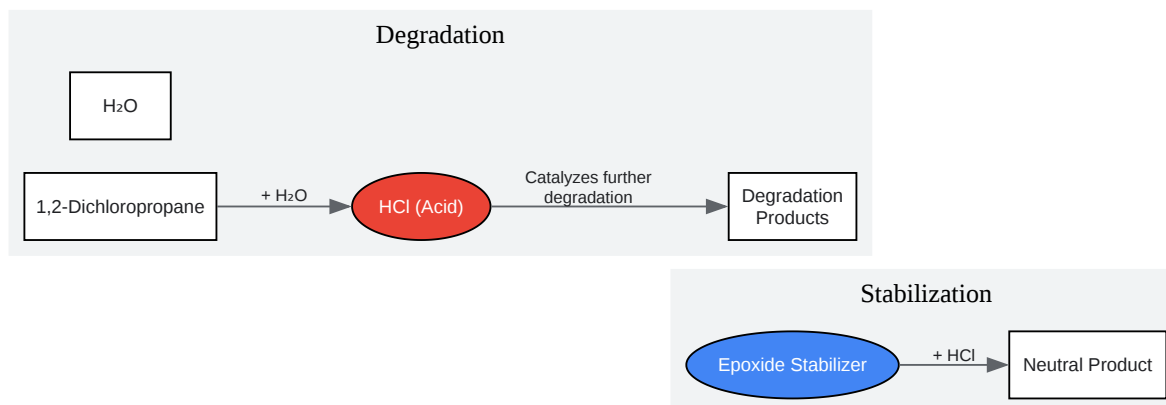 Degradation
H₂O
1,2-Dichloropropane
+ H₂O
HCl (Acid)
Catalyzes further
degradation
Degradation
Products
Stabilization
Epoxide Stabilizer
+ HCl
Neutral Product